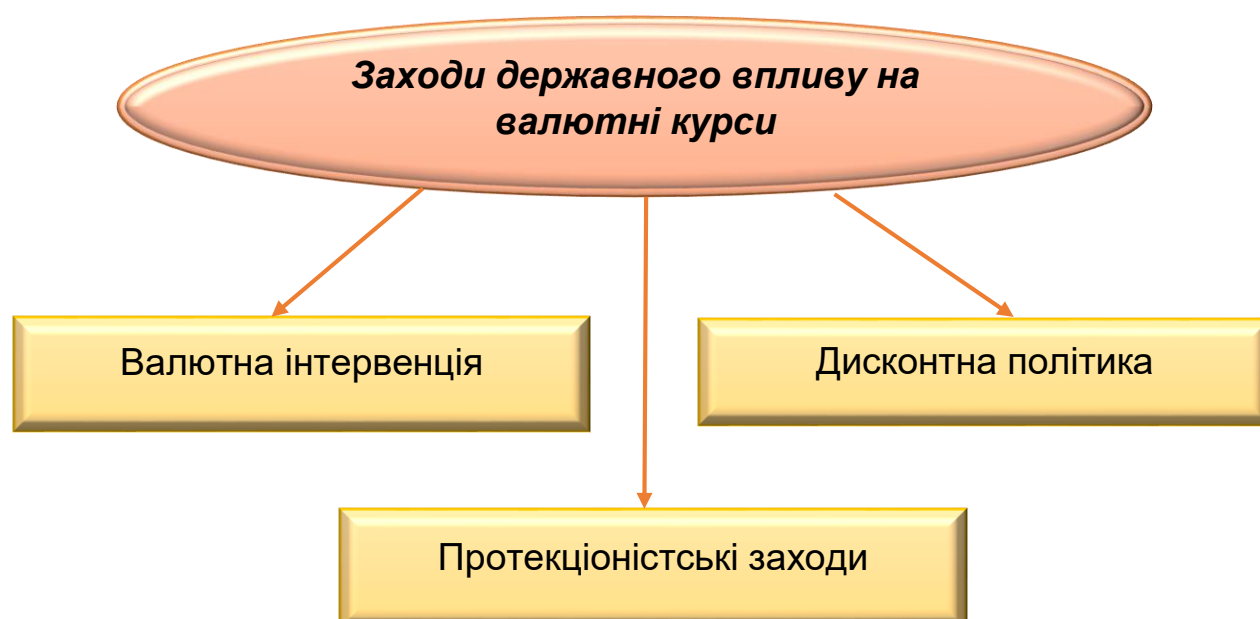 Заходи державного впливу на
валютні курси
Валютна інтервенція
Дисконтна політика
Протекціоністські заходи